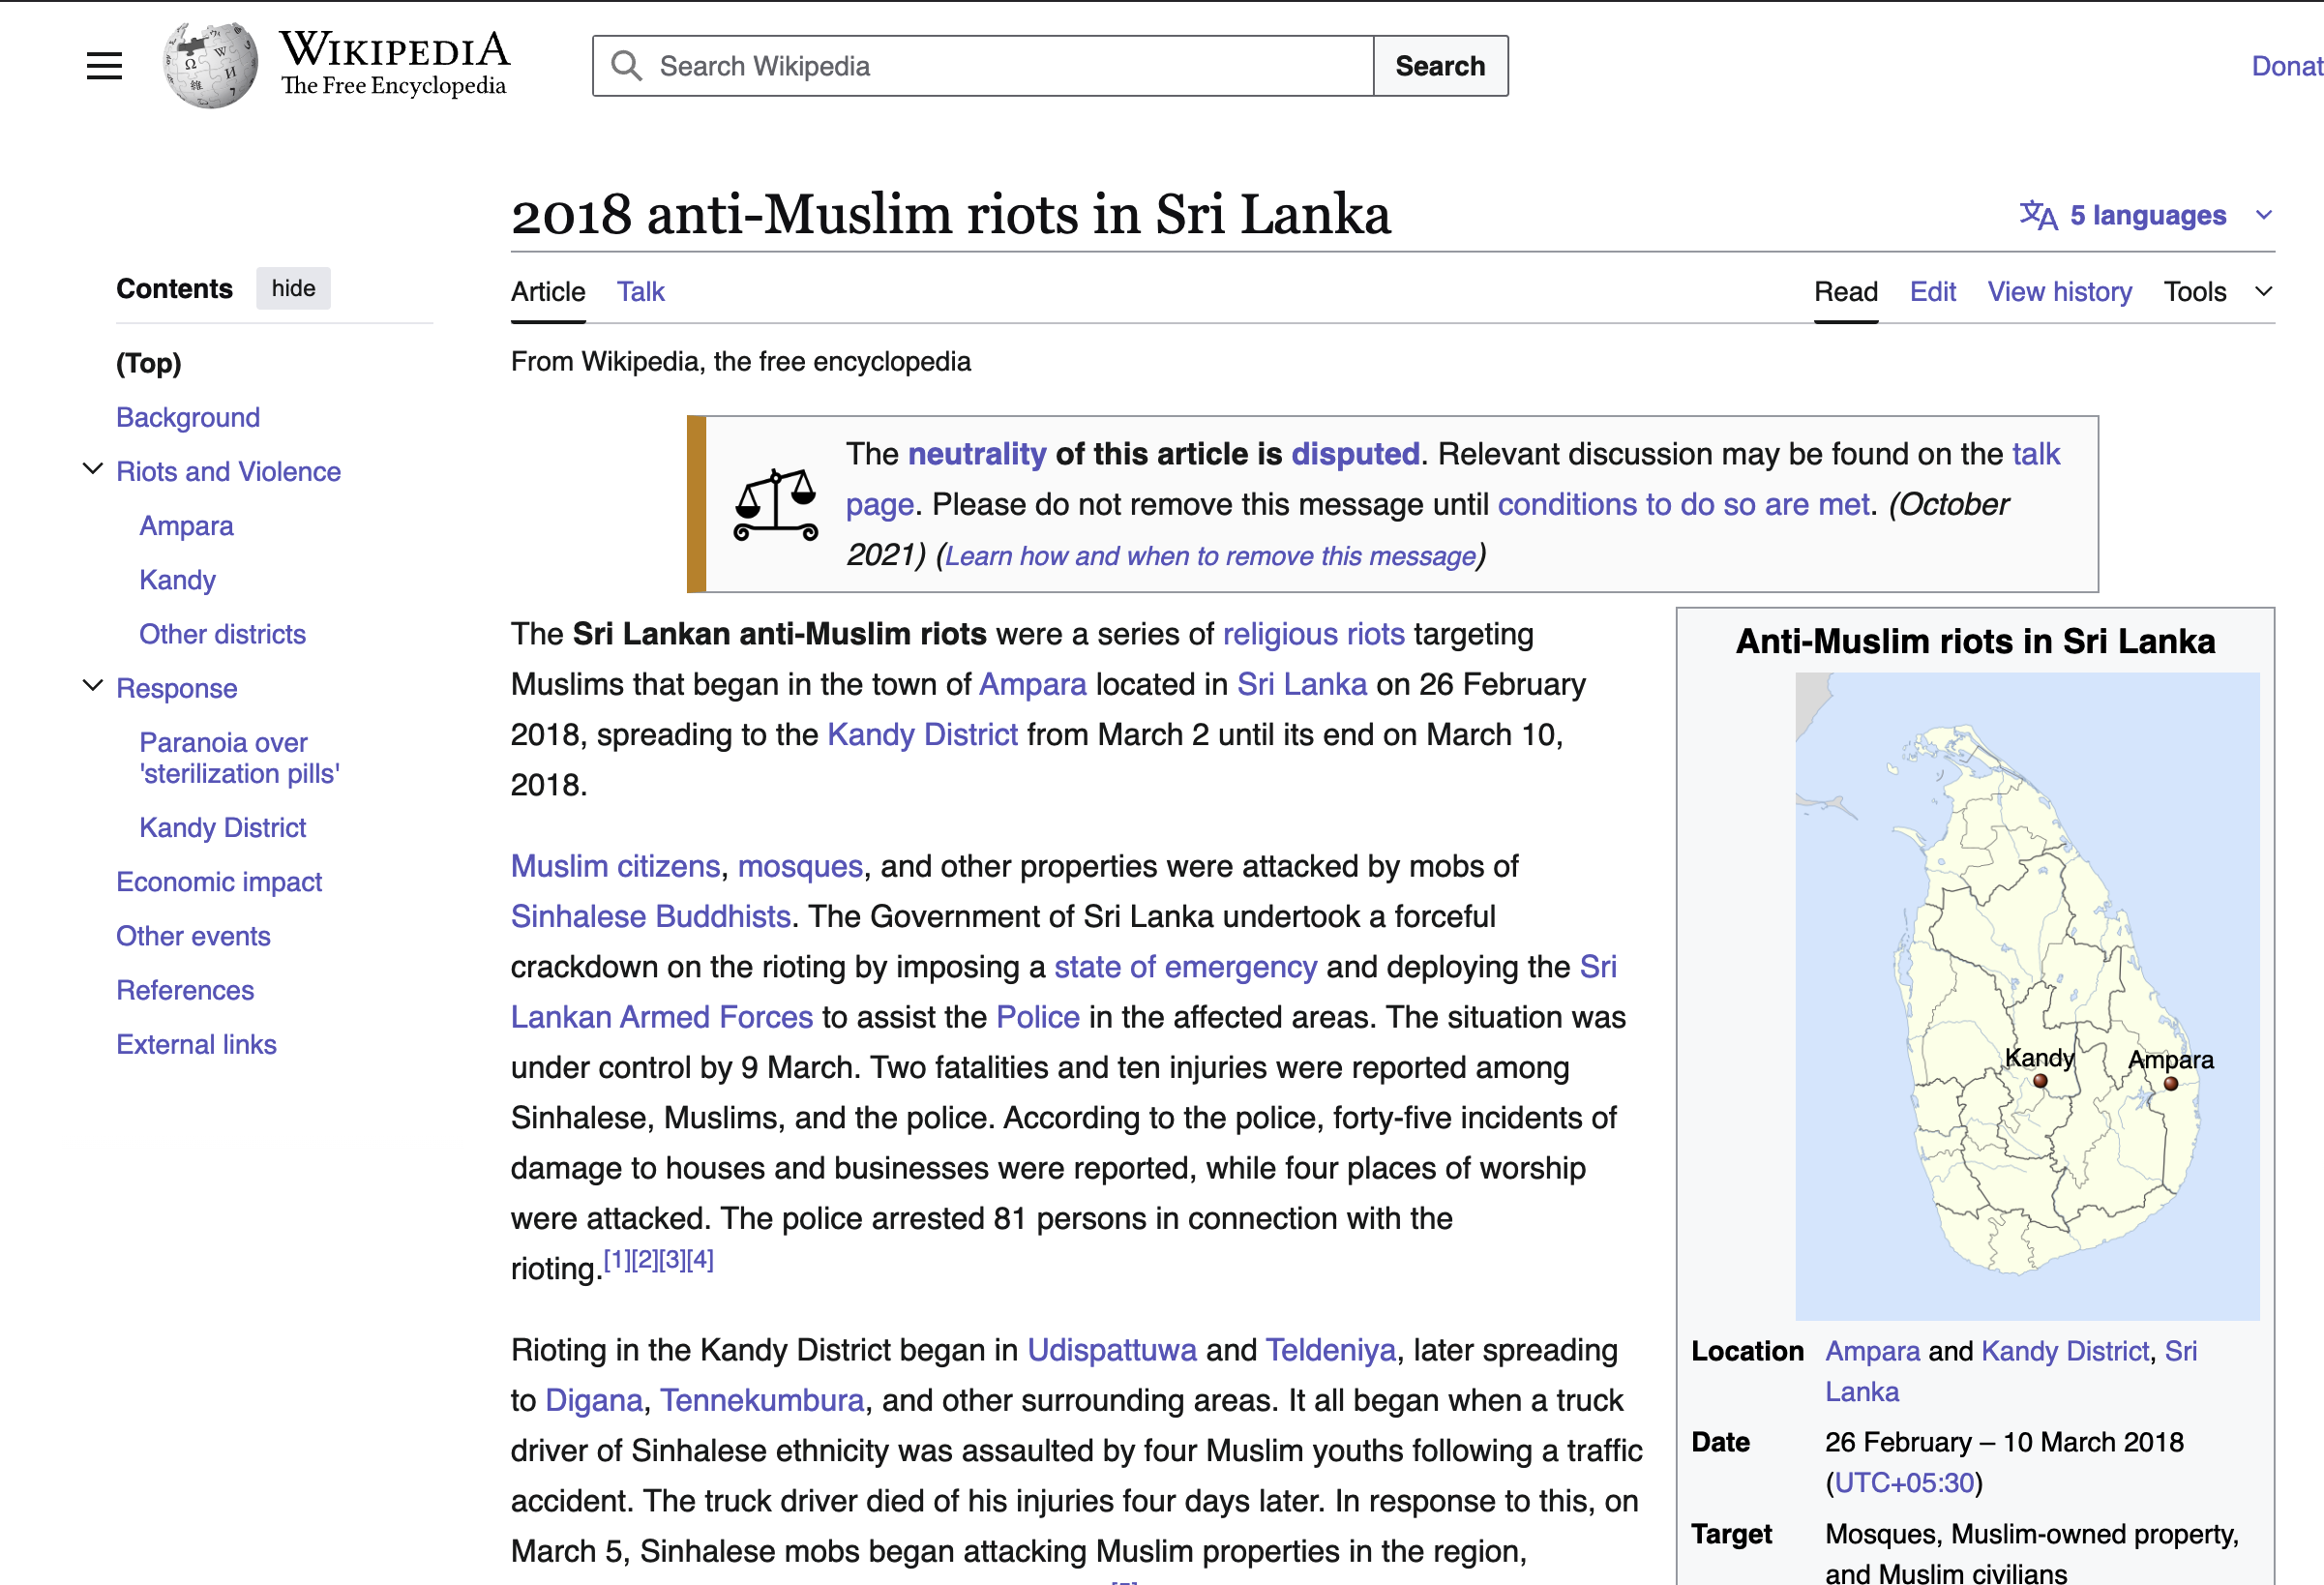 WIKIPEDIA
The Free Encyclopedia
Search Wikipedia
Search
Donat
2018 anti-Muslim riots in Sri Lanka
5 languages
Contents
hide
Article
Talk
Read
Edit
View history
Tools
(Top)
Background
Riots and Violence
Ampara
Kandy
Other districts
Response
Paranoia over
'sterilization pills'
Kandy District
Economic impact
Other events
References
External links
From Wikipedia, the free encyclopedia
The neutrality of this article is disputed. Relevant discussion may be found on the talk
page. Please do not remove this message until conditions to do so are met. (October
2021) (Learn how and when to remove this message)
The Sri Lankan anti-Muslim riots were a series of religious riots targeting
Muslims that began in the town of Ampara located in Sri Lanka on 26 February
2018, spreading to the Kandy District from March 2 until its end on March 10,
2018.
Muslim citizens, mosques, and other properties were attacked by mobs of
Sinhalese Buddhists. The Government of Sri Lanka undertook a forceful
crackdown on the rioting by imposing a state of emergency and deploying the Sri
Lankan Armed Forces to assist the Police in the affected areas. The situation was
under control by 9 March. Two fatalities and ten injuries were reported among
Sinhalese, Muslims, and the police. According to the police, forty-five incidents of
damage to houses and businesses were reported, while four places of worship
were attacked. The police arrested 81 persons in connection with the
rioting.[1][2][3][4]
Rioting in the Kandy District began in Udispattuwa and Teldeniya, later spreading
to Digana, Tennekumbura, and other surrounding areas. It all began when a truck
driver of Sinhalese ethnicity was assaulted by four Muslim youths following a traffic
accident. The truck driver died of his injuries four days later. In response to this, on
March 5, Sinhalese mobs began attacking Muslim properties in the region,
Anti-Muslim riots in Sri Lanka
Kandy
Ampara
Location
Ampara and Kandy District, Sri
Lanka
Date
26 February – 10 March 2018
(UTC+05:30)
Target
Mosques, Muslim-owned property,
and Muslim civilians